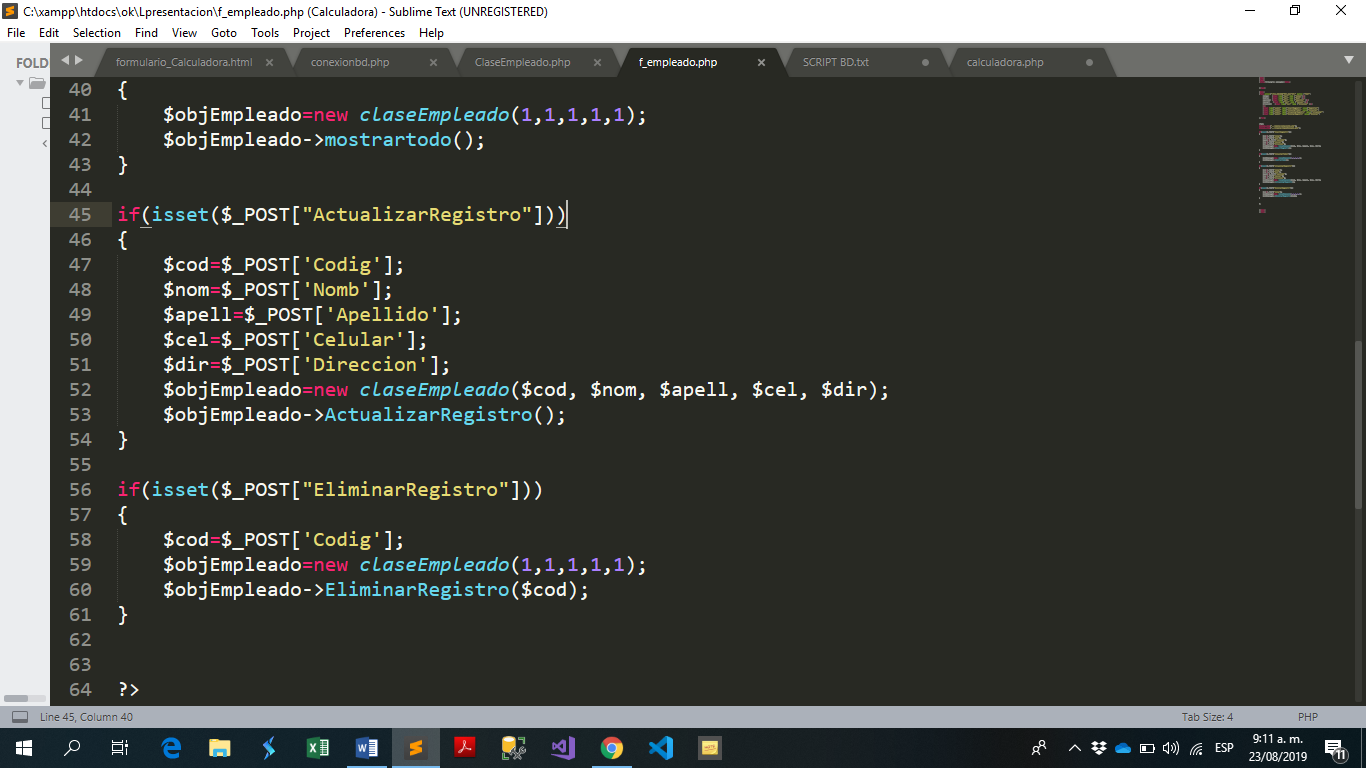 C:\xampp\htdocs\ok\Lpresentacion\f_empleado.php (Calculadora) - Sublime Text (UNREGISTERED)
File Edit Selection Find View Goto Tools Project Preferences Help
FOLD
formulario_Calculadora.html × conexionbd.php × ClaseEmpleado.php × f_empleado.php × SCRIPT BD.txt calculadora.php
40 {
41 $objEmpleado=new claseEmpleado(1,1,1,1,1);
42 $objEmpleado->mostrartodo();
43 }
44
45 if(isset($_POST["ActualizarRegistro"]))
46 {
47 $cod=$_POST['Codig'];
48 $nom=$_POST['Nomb'];
49 $apell=$_POST['Apellido'];
50 $cel=$_POST['Celular'];
51 $dir=$_POST['Direccion'];
52 $objEmpleado=new claseEmpleado($cod, $nom, $apell, $cel, $dir);
53 $objEmpleado->ActualizarRegistro();
54 }
55
56 if(isset($_POST["EliminarRegistro"]))
57 {
58 $cod=$_POST['Codig'];
59 $objEmpleado=new claseEmpleado(1,1,1,1,1);
60 $objEmpleado->EliminarRegistro($cod);
61 }
62
63
64 ?>
Line 45, Column 40 Tab Size: 4 PHP
ESP
9:11 a. m.
23/08/2019
11